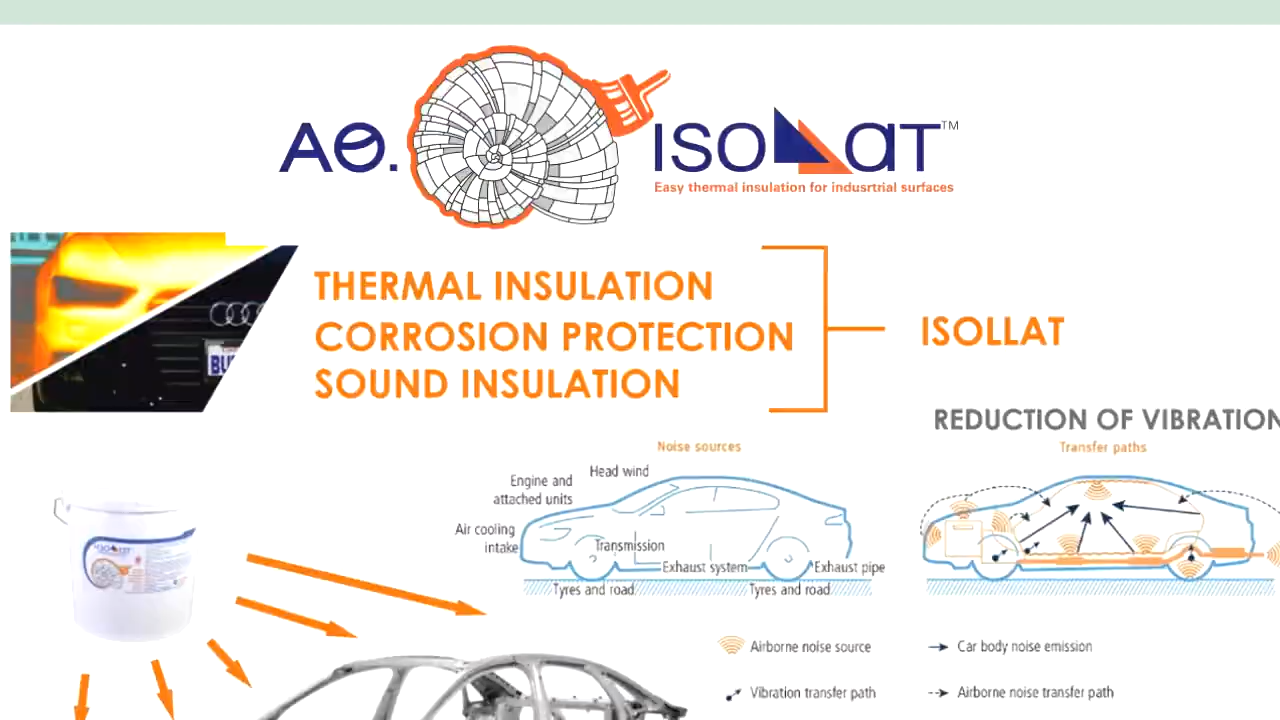 AO.
ISOLLAT™
Easy thermal insulation for indusrtrial surfaces
THERMAL INSULATION
CORROSION PROTECTION
SOUND INSULATION
ISOLLAT
REDUCTION OF VIBRATION
Noise sources
Head wind
Engine and
attached units
Air cooling
intake
Transmission
Exhaust system
Exhaust pipe
Tyres and road
Tyres and road
Transfer paths
Airborne noise source
Car body noise emission
Vibration transfer path
Airborne noise transfer path